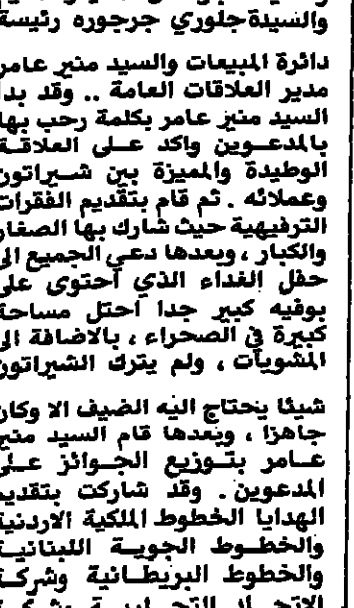 والسيدة جلوري جرجوره رئيسة
دائرة المبيعات والسيد منير عامر
مدير العلاقات العامة .. وقد بدا
السيد منير عامر بكلمة رحب بها
بالمدعوين واكد على العلاقة
الوطيدة والمميزة بين شيراتون
وعملائه . ثم قام بتقديم الفقرات
الترفيهية حيث شارك بها الصغار
والكبار ، وبعدها دعي الجميع الى
حفل الغداء الذي احتوى على
بوفيه كبير جدا احتل مساحة
كبيرة في الصحراء ، بالاضافة الى
المشويات ، ولم يترك الشيراتون
شيئا يحتاج اليه الضيف الا وكان
جاهزا ، وبعدها قام السيد منير
عامر بتوزيع الجوائز على
المدعوين . وقد شاركت بتقديم
الهدايا الخطوط الملكية الاردنية
والخطوط الجوية اللبنانية
والخطوط البريطانية وشركة